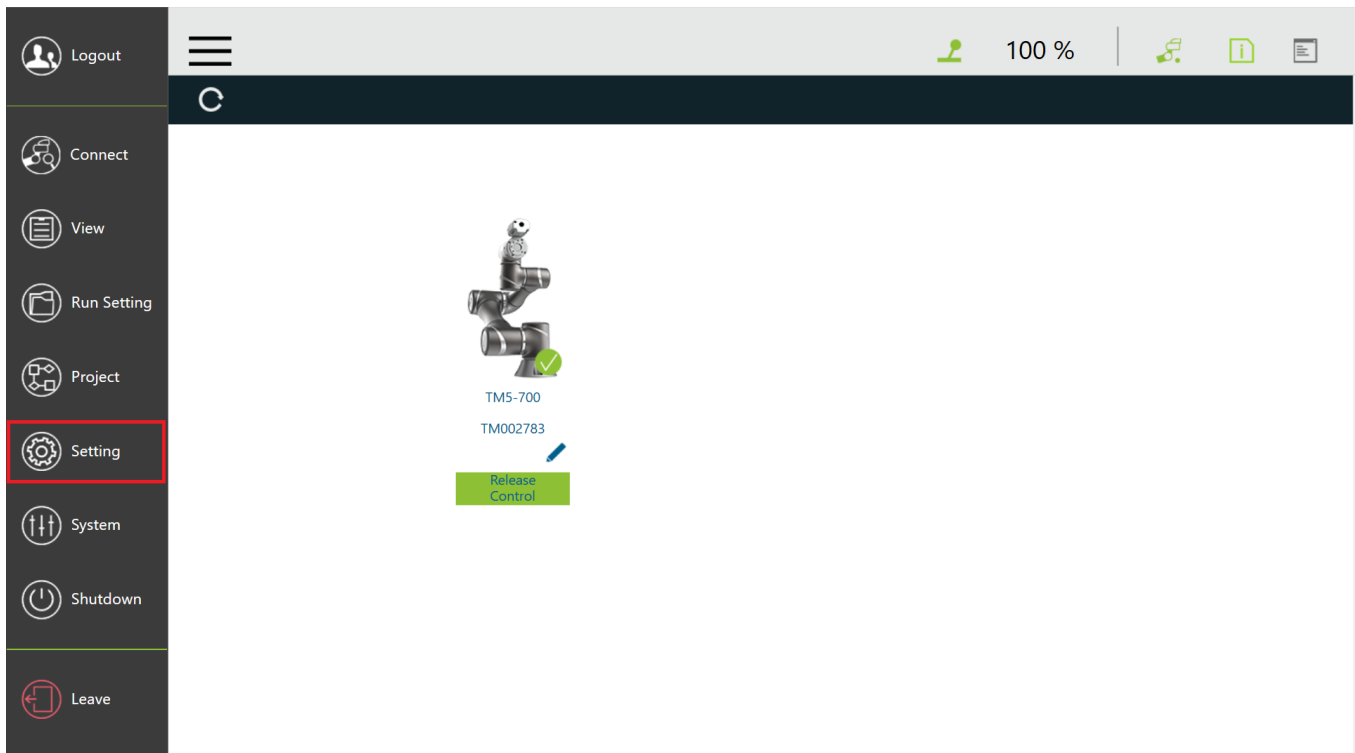 Logout
100 %
Connect
View
Run Setting
Project
Setting
System
Shutdown
Leave
TM5-700
TM002783
Release
Control